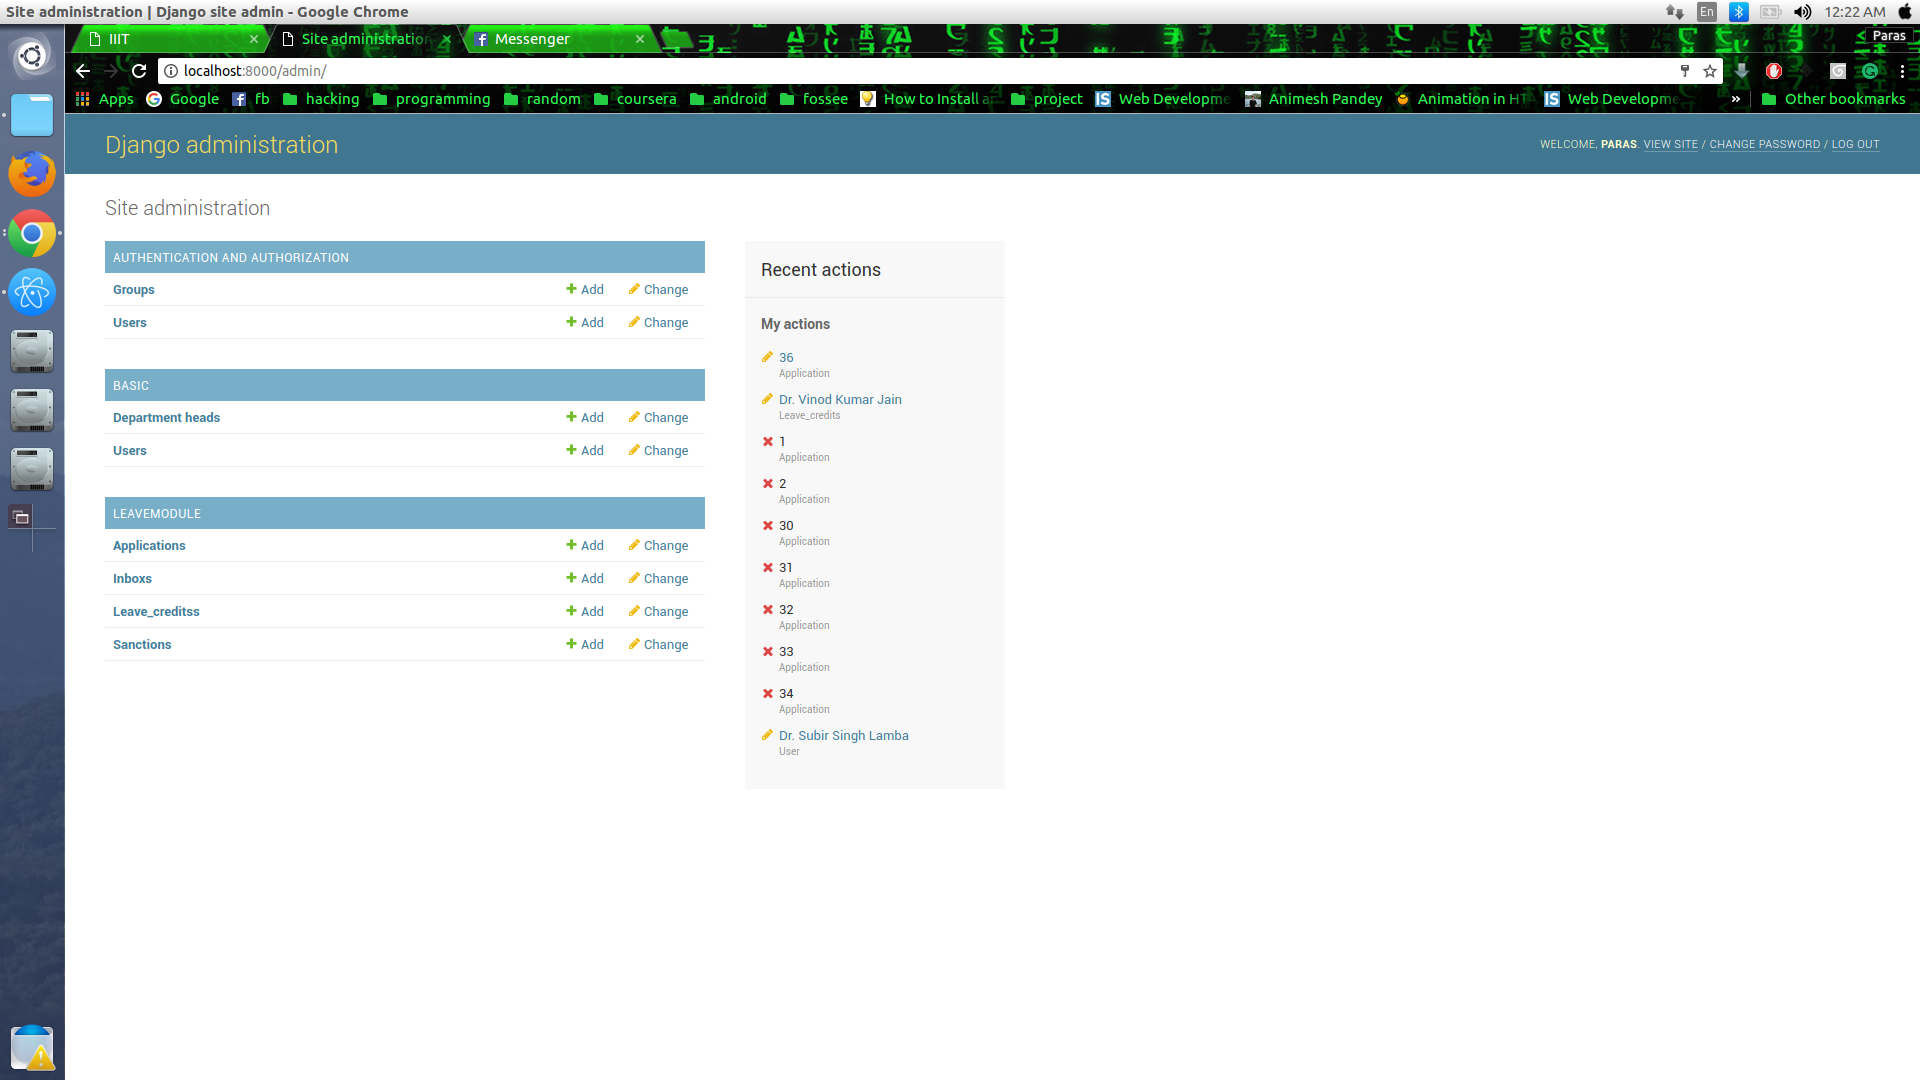 Site administration | Django site admin - Google Chrome
En
12:22 AM
IIIT
Site administration
Messenger
Paras
localhost:8000/admin/
Apps
Google
fb
hacking
programming
random
coursera
android
fossee
How to Install a
project
Web Developme
Animesh Pandey
Animation in HT
Web Developme
»
Other bookmarks
Django administration
WELCOME, PARAS. VIEW SITE / CHANGE PASSWORD / LOG OUT
Site administration
AUTHENTICATION AND AUTHORIZATION
Groups Add Change
Users Add Change
BASIC
Department heads Add Change
Users Add Change
LEAVEMODULE
Applications Add Change
Inboxs Add Change
Leave_creditss Add Change
Sanctions Add Change
Recent actions
My actions
36
Application
Dr. Vinod Kumar Jain
Leave_credits
1
Application
2
Application
30
Application
31
Application
32
Application
33
Application
34
Application
Dr. Subir Singh Lamba
User